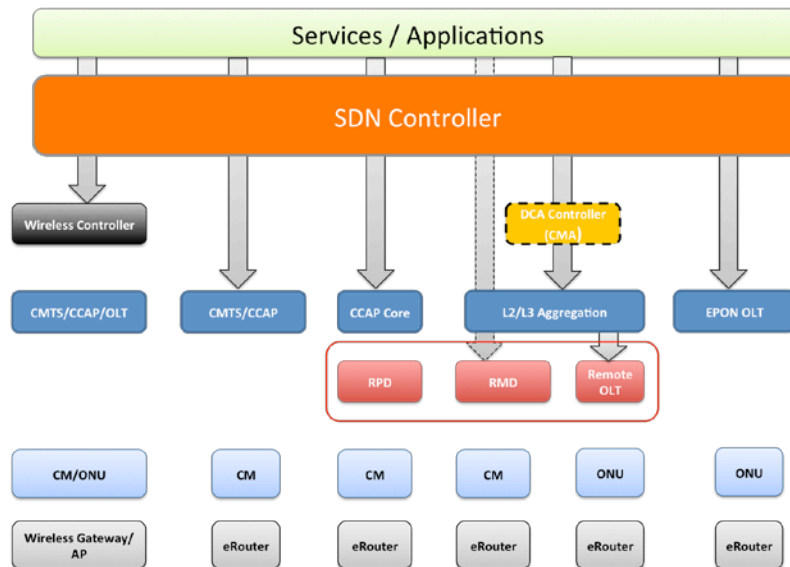 Services / Applications
SDN Controller
Wireless Controller
DCA Controller
(CMA)
CMTS/CCAP/OLT
CMTS/CCAP
CCAP Core
L2/L3 Aggregation
EPON OLT
RPD
RMD
Remote
OLT
CM/ONU
CM
CM
CM
ONU
ONU
Wireless Gateway/
AP
eRouter
eRouter
eRouter
eRouter
eRouter